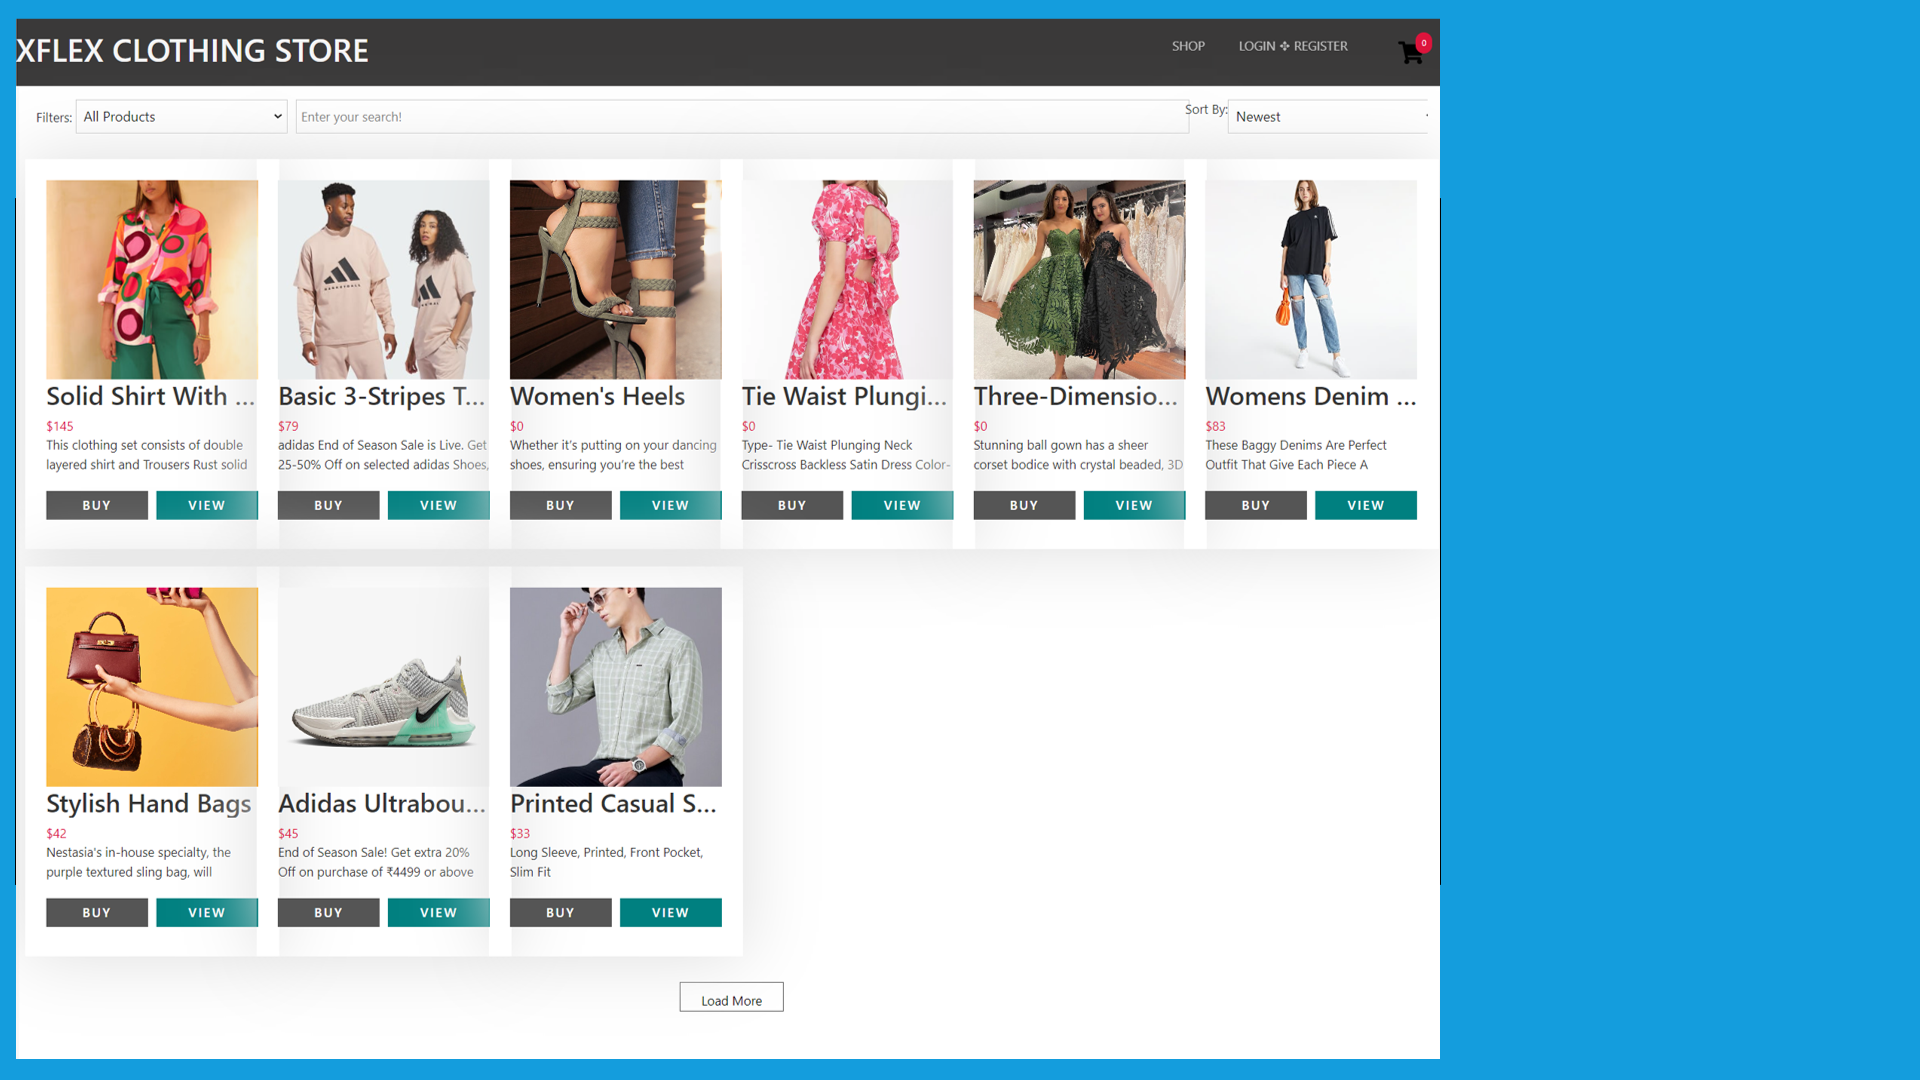 XFLEX CLOTHING STORE
SHOP
LOGIN ✤ REGISTER
0
Filters:
All Products
Enter your search!
Sort By:
Newest
Solid Shirt With ...
$145
This clothing set consists of double
layered shirt and Trousers Rust solid
BUY
VIEW
Basic 3-Stripes T...
$79
adidas End of Season Sale is Live. Get
25-50% Off on selected adidas Shoes,
BUY
VIEW
Women's Heels
$0
Whether it's putting on your dancing
shoes, ensuring you're the best
BUY
VIEW
Tie Waist Plungi...
$0
Type- Tie Waist Plunging Neck
Crisscross Backless Satin Dress Color-
BUY
VIEW
Three-Dimensio...
$0
Stunning ball gown has a sheer
corset bodice with crystal beaded, 3D
BUY
VIEW
Womens Denim ...
$83
These Baggy Denims Are Perfect
Outfit That Give Each Piece A
BUY
VIEW
Stylish Hand Bags
$42
Nestasia's in-house specialty, the
purple textured sling bag, will
BUY
VIEW
Adidas Ultrabou...
$45
End of Season Sale! Get extra 20%
Off on purchase of ₹4499 or above
BUY
VIEW
Printed Casual S...
$33
Long Sleeve, Printed, Front Pocket,
Slim Fit
BUY
VIEW
Load More